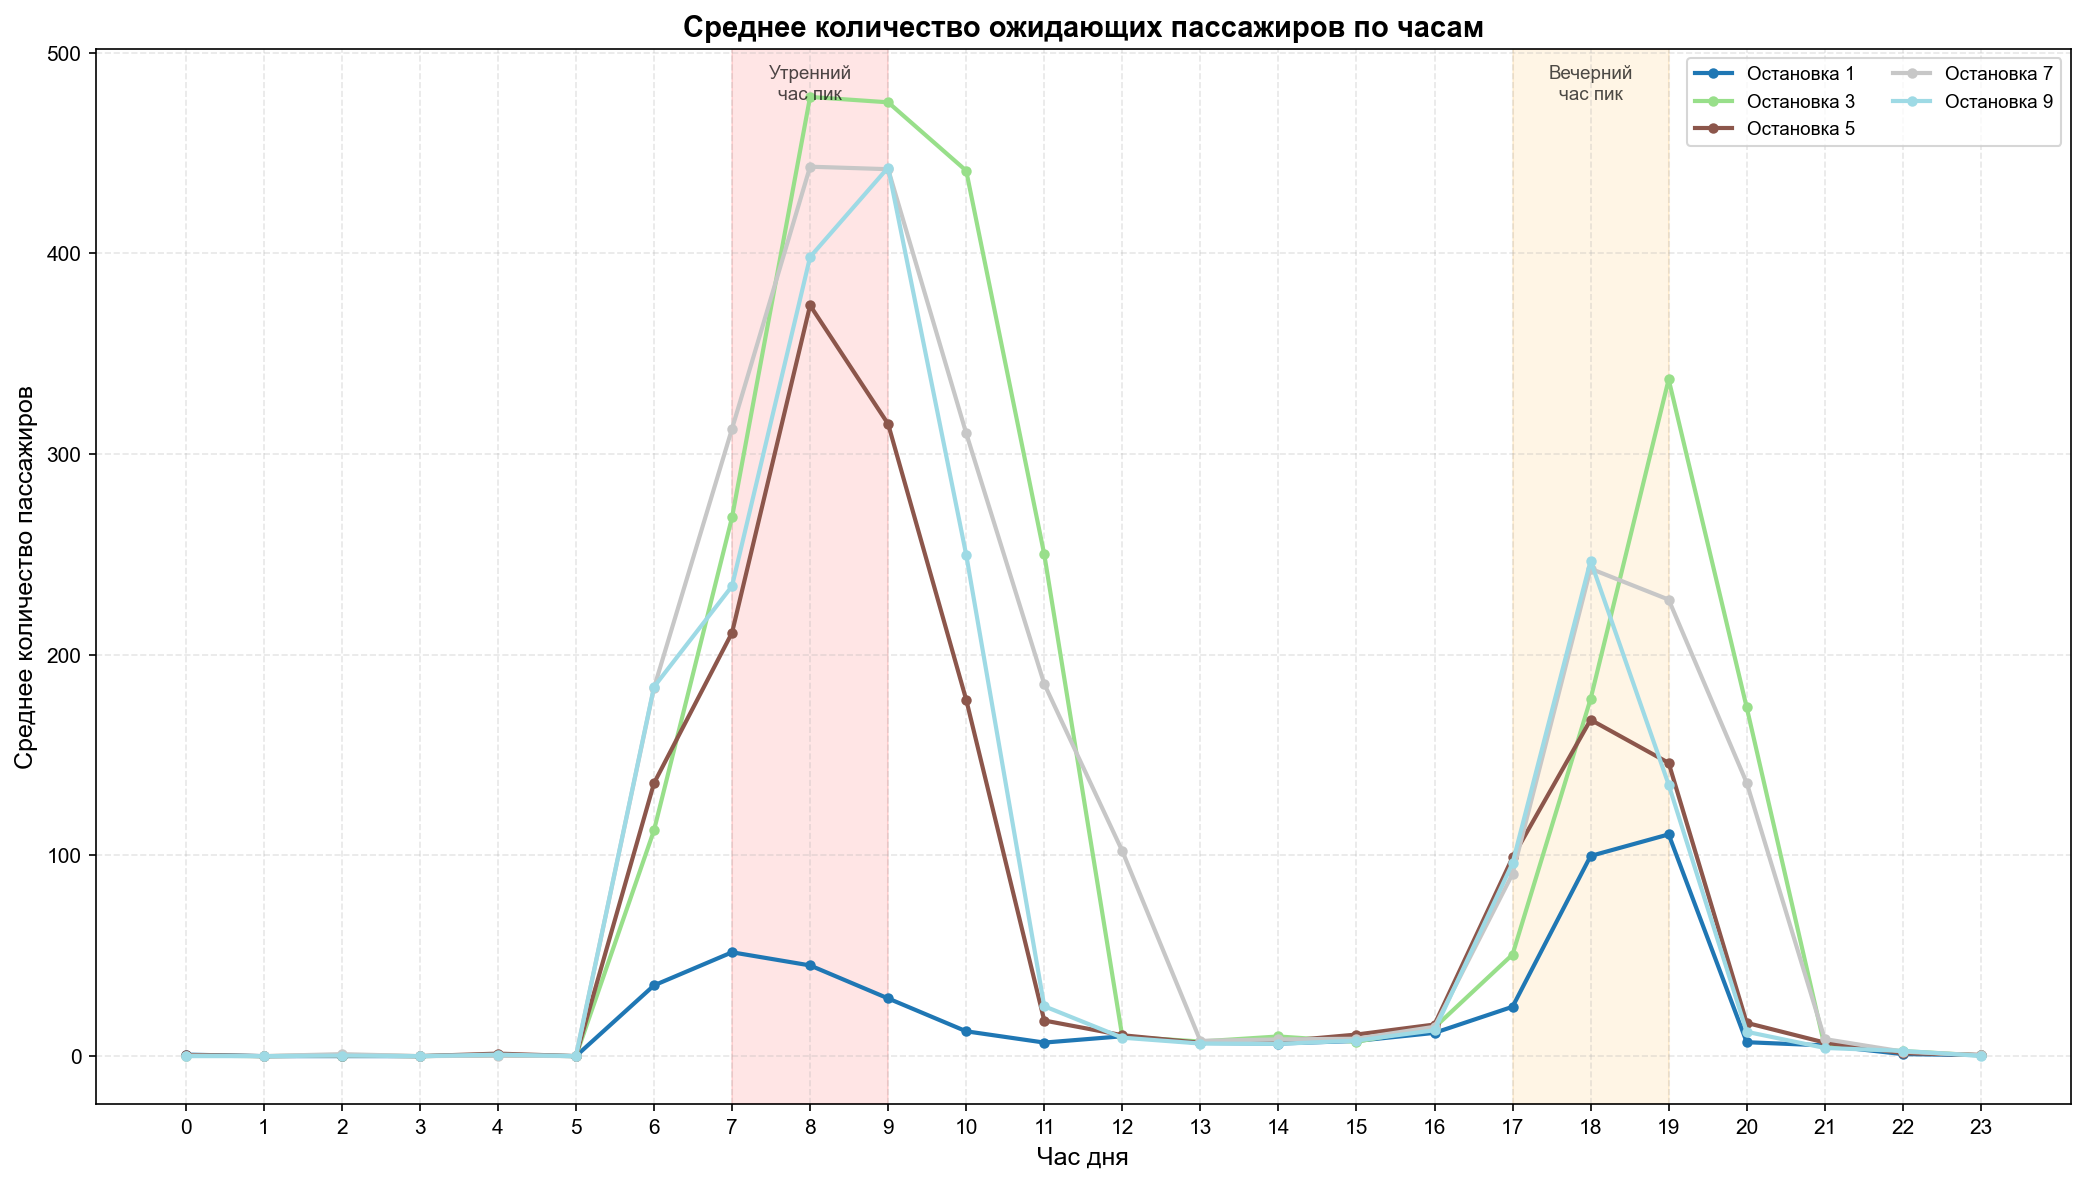 Среднее количество ожидающих пассажиров по часам
Утренний
час пик
Вечерний
час пик
Остановка 1
Остановка 3
Остановка 5
Остановка 7
Остановка 9
Среднее количество пассажиров
500
400
300
200
100
0
0 1 2 3 4 5 6 7 8 9 10 11 12 13 14 15 16 17 18 19 20 21 22 23
Час дня